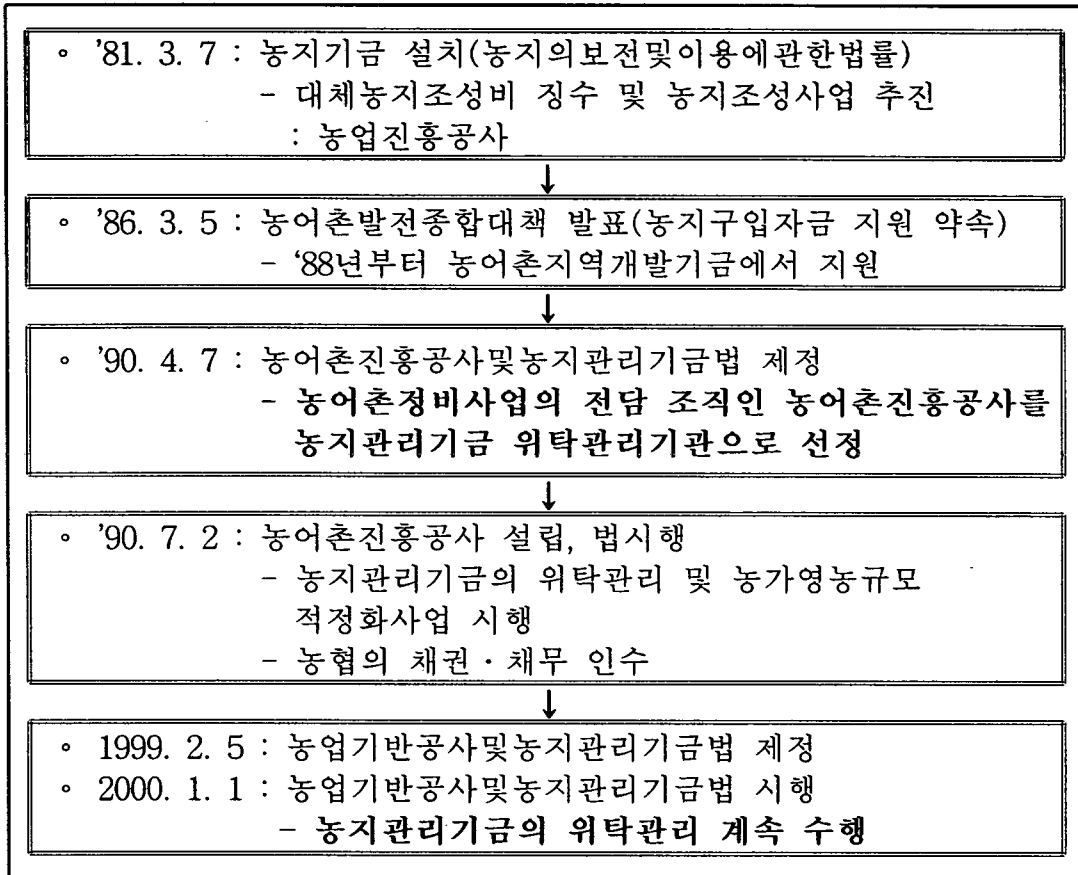 ◦ '81. 3. 7 : 농지기금 설치(농지의보전및이용에관한법률)
- 대체농지조성비 징수 및 농지조성사업 추진
: 농업진흥공사
↓
◦ '86. 3. 5 : 농어촌발전종합대책 발표(농지구입자금 지원 약속)
- '88년부터 농어촌지역개발기금에서 지원
↓
◦ '90. 4. 7 : 농어촌진흥공사및농지관리기금법 제정
- 농어촌정비사업의 전담 조직인 농어촌진흥공사를
농지관리기금 위탁관리기관으로 선정
↓
◦ '90. 7. 2 : 농어촌진흥공사 설립, 법시행
- 농지관리기금의 위탁관리 및 농가영농규모
적정화사업 시행
- 농협의 채권·채무 인수
↓
◦ 1999. 2. 5 : 농업기반공사및농지관리기금법 제정
◦ 2000. 1. 1 : 농업기반공사및농지관리기금법 시행
- 농지관리기금의 위탁관리 계속 수행